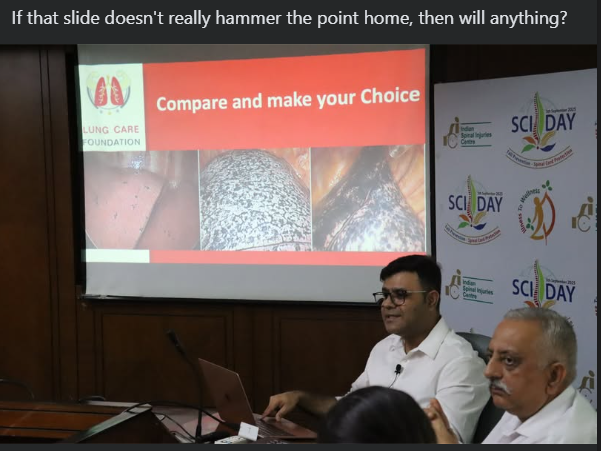 If that slide doesn't really hammer the point home, then will anything?
LUNG CARE
FOUNDATION
Compare and make your Choice
Indian
Spinal Injuries
Centre
SCI DAY
SCI DAY
Indian
Spinal Injuries
Centre
SCI DAY